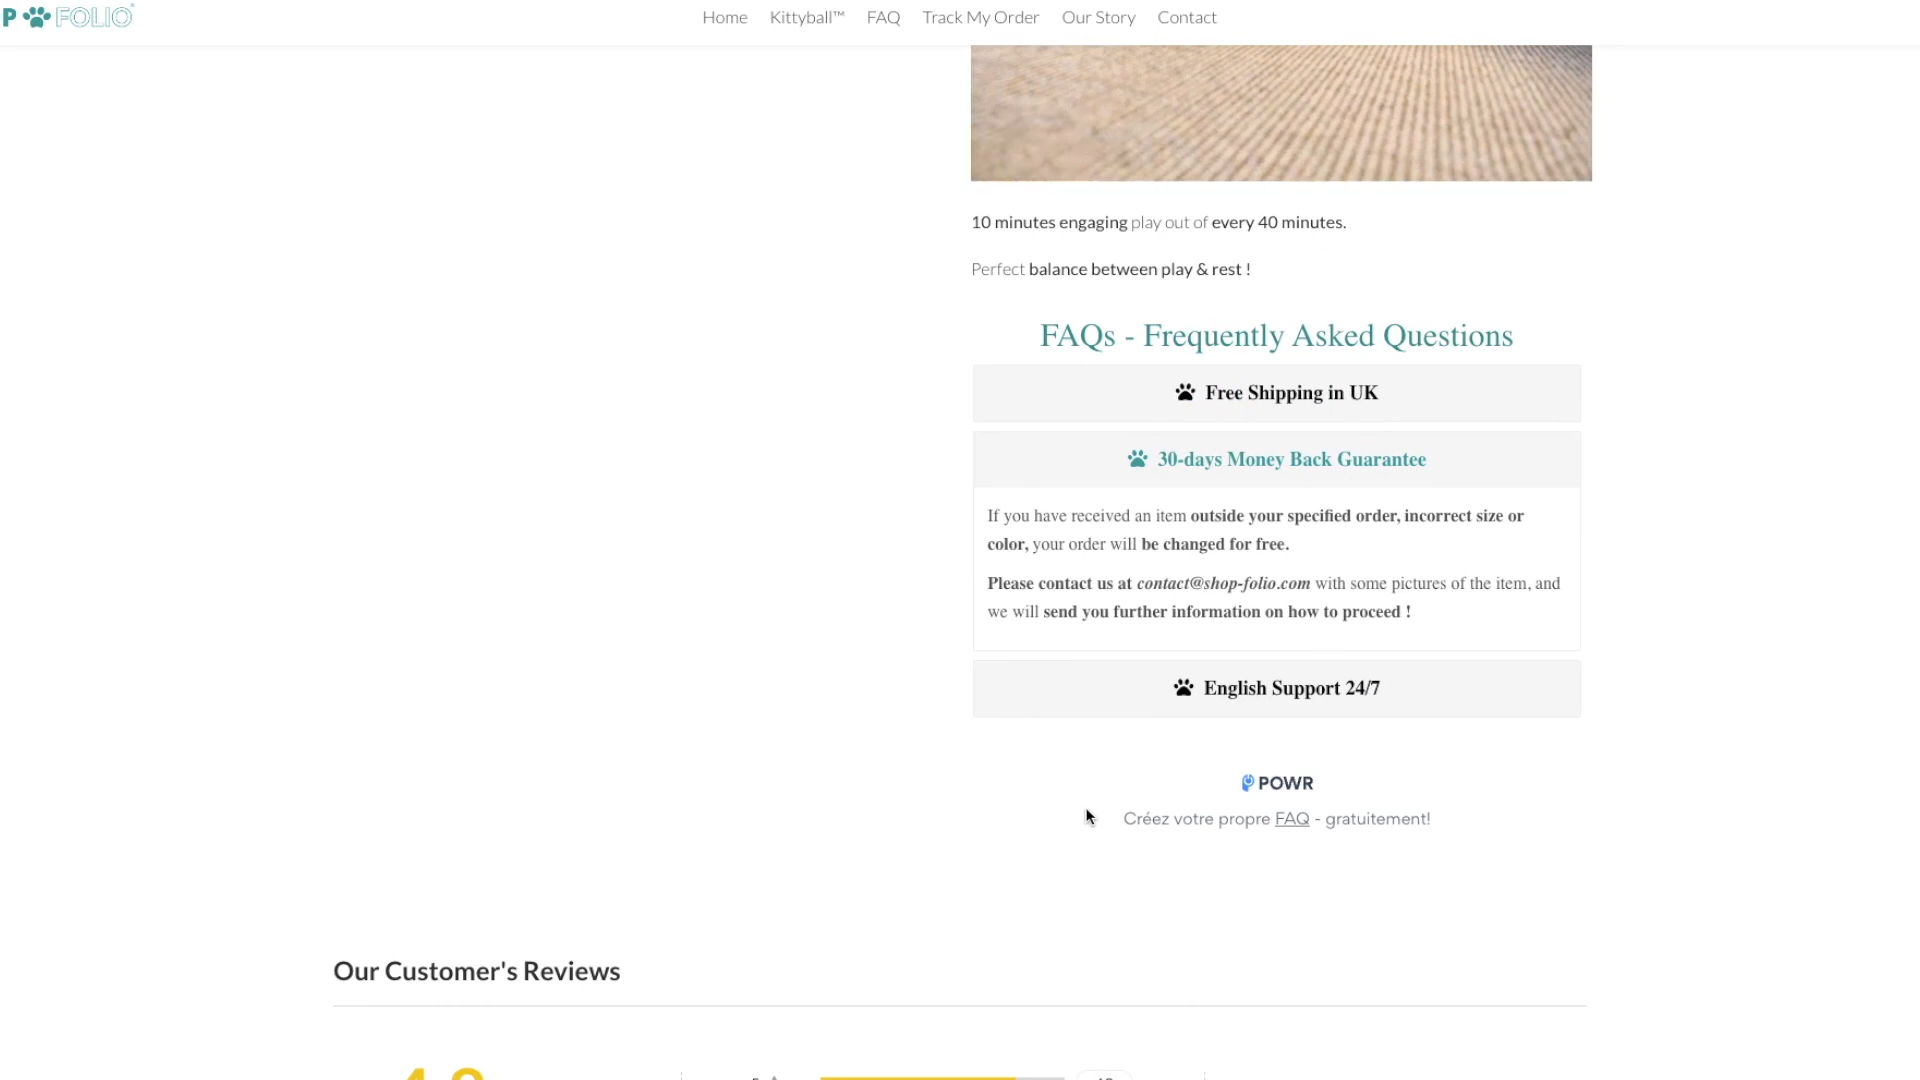 P FOLIO
Home Kittyball™ FAQ Track My Order Our Story Contact
10 minutes engaging play out of every 40 minutes.
Perfect balance between play & rest !
FAQs - Frequently Asked Questions
Free Shipping in UK
30-days Money Back Guarantee
If you have received an item outside your specified order, incorrect size or
color, your order will be changed for free.
Please contact us at contact@shop-folio.com with some pictures of the item, and
we will send you further information on how to proceed !
English Support 24/7
POWR
Créez votre propre FAQ - gratuitement!
Our Customer's Reviews